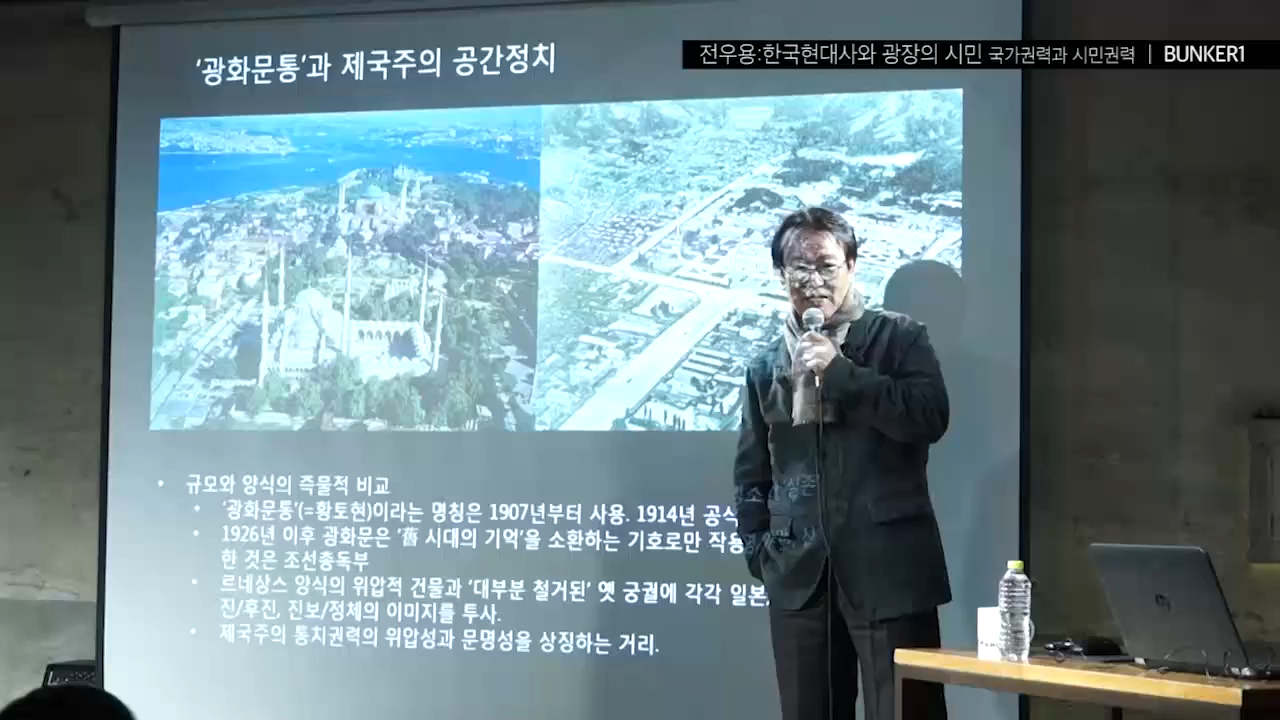 전우용:한국현대사와 광장의 시민 국가권력과 시민권력 | BUNKER1
'광화문통'과 제국주의 공간정치
• 규모와 양식의 즉물적 비교
• '광화문통'(=황토현)이라는 명칭은 1907년부터 사용. 1914년 공식
• 1926년 이후 광화문은 '舊 시대의 기억'을 소환하는 기호로만 작용
한 것은 조선총독부
• 르네상스 양식의 위압적 건물과 '대부분 철거된' 옛 궁궐에 각각 일본,
진/후진, 진보/정체의 이미지를 투사.
• 제국주의 통치권력의 위압성과 문명성을 상징하는 거리.
hp